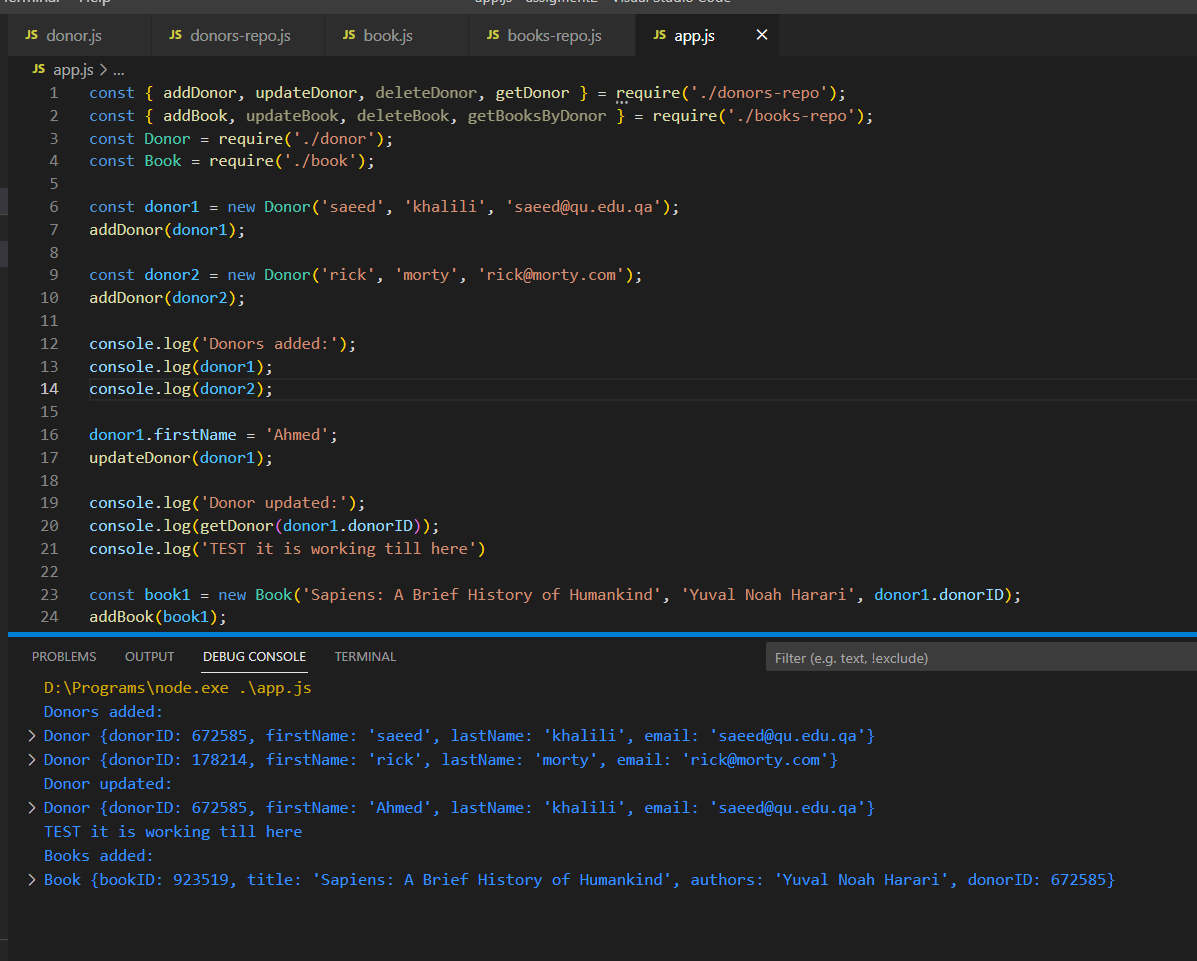 Terminal Help app.js - assigment2 - Visual Studio Code
JS donor.js JS donors-repo.js JS book.js JS books-repo.js JS app.js ×
JS app.js > ...
1 const { addDonor, updateDonor, deleteDonor, getDonor } = require('./donors-repo');
2 const { addBook, updateBook, deleteBook, getBooksByDonor } = require('./books-repo');
3 const Donor = require('./donor');
4 const Book = require('./book');
5
6 const donor1 = new Donor('saeed', 'khalili', 'saeed@qu.edu.qa');
7 addDonor(donor1);
8
9 const donor2 = new Donor('rick', 'morty', 'rick@morty.com');
10 addDonor(donor2);
11
12 console.log('Donors added:');
13 console.log(donor1);
14 console.log(donor2);
15
16 donor1.firstName = 'Ahmed';
17 updateDonor(donor1);
18
19 console.log('Donor updated:');
20 console.log(getDonor(donor1.donorID));
21 console.log('TEST it is working till here')
22
23 const book1 = new Book('Sapiens: A Brief History of Humankind', 'Yuval Noah Harari', donor1.donorID);
24 addBook(book1);
PROBLEMS OUTPUT DEBUG CONSOLE TERMINAL Filter (e.g. text, !exclude)
D:\Programs\node.exe .\app.js
Donors added:
> Donor {donorID: 672585, firstName: 'saeed', lastName: 'khalili', email: 'saeed@qu.edu.qa'}
> Donor {donorID: 178214, firstName: 'rick', lastName: 'morty', email: 'rick@morty.com'}
Donor updated:
> Donor {donorID: 672585, firstName: 'Ahmed', lastName: 'khalili', email: 'saeed@qu.edu.qa'}
TEST it is working till here
Books added:
> Book {bookID: 923519, title: 'Sapiens: A Brief History of Humankind', authors: 'Yuval Noah Harari', donorID: 672585}